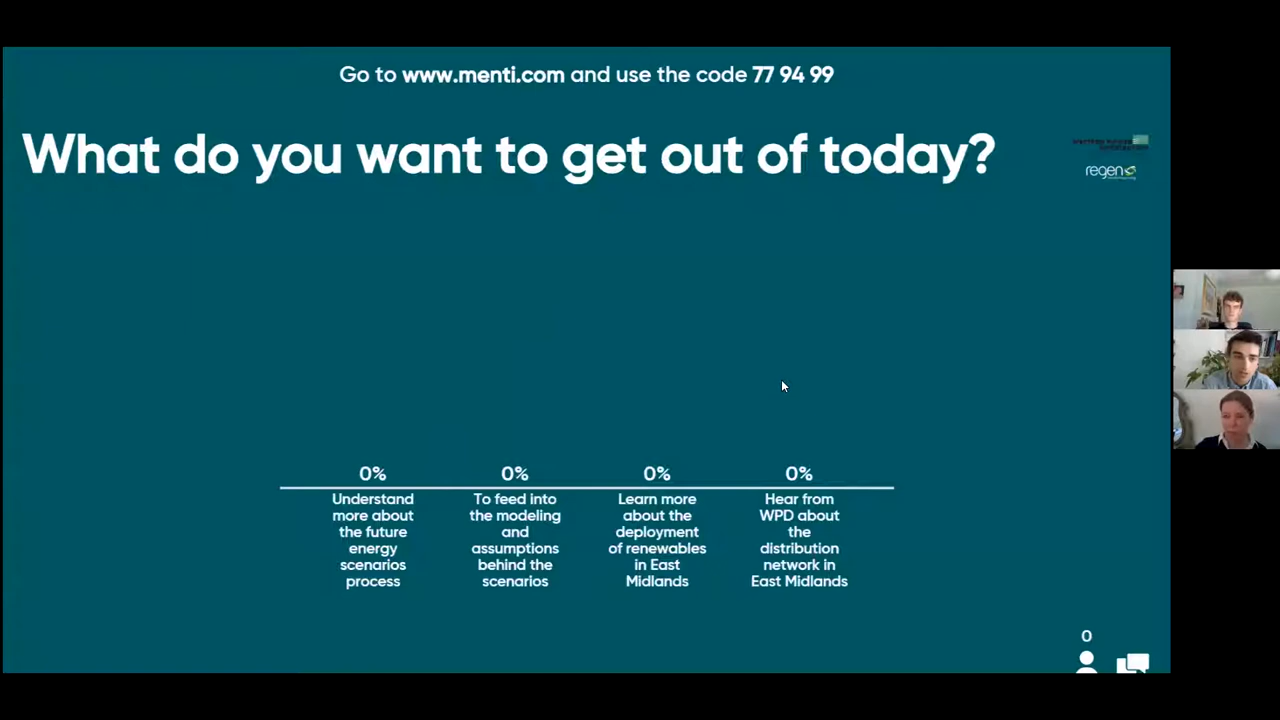 Go to www.menti.com and use the code 77 94 99
What do you want to get out of today?
regen
0%
0%
0%
0%
Understand
more about
the future
energy
scenarios
process
To feed into
the modeling
and
assumptions
behind the
scenarios
Learn more
about the
deployment
of renewables
in East
Midlands
Hear from
WPD about
the
distribution
network in
East Midlands
0